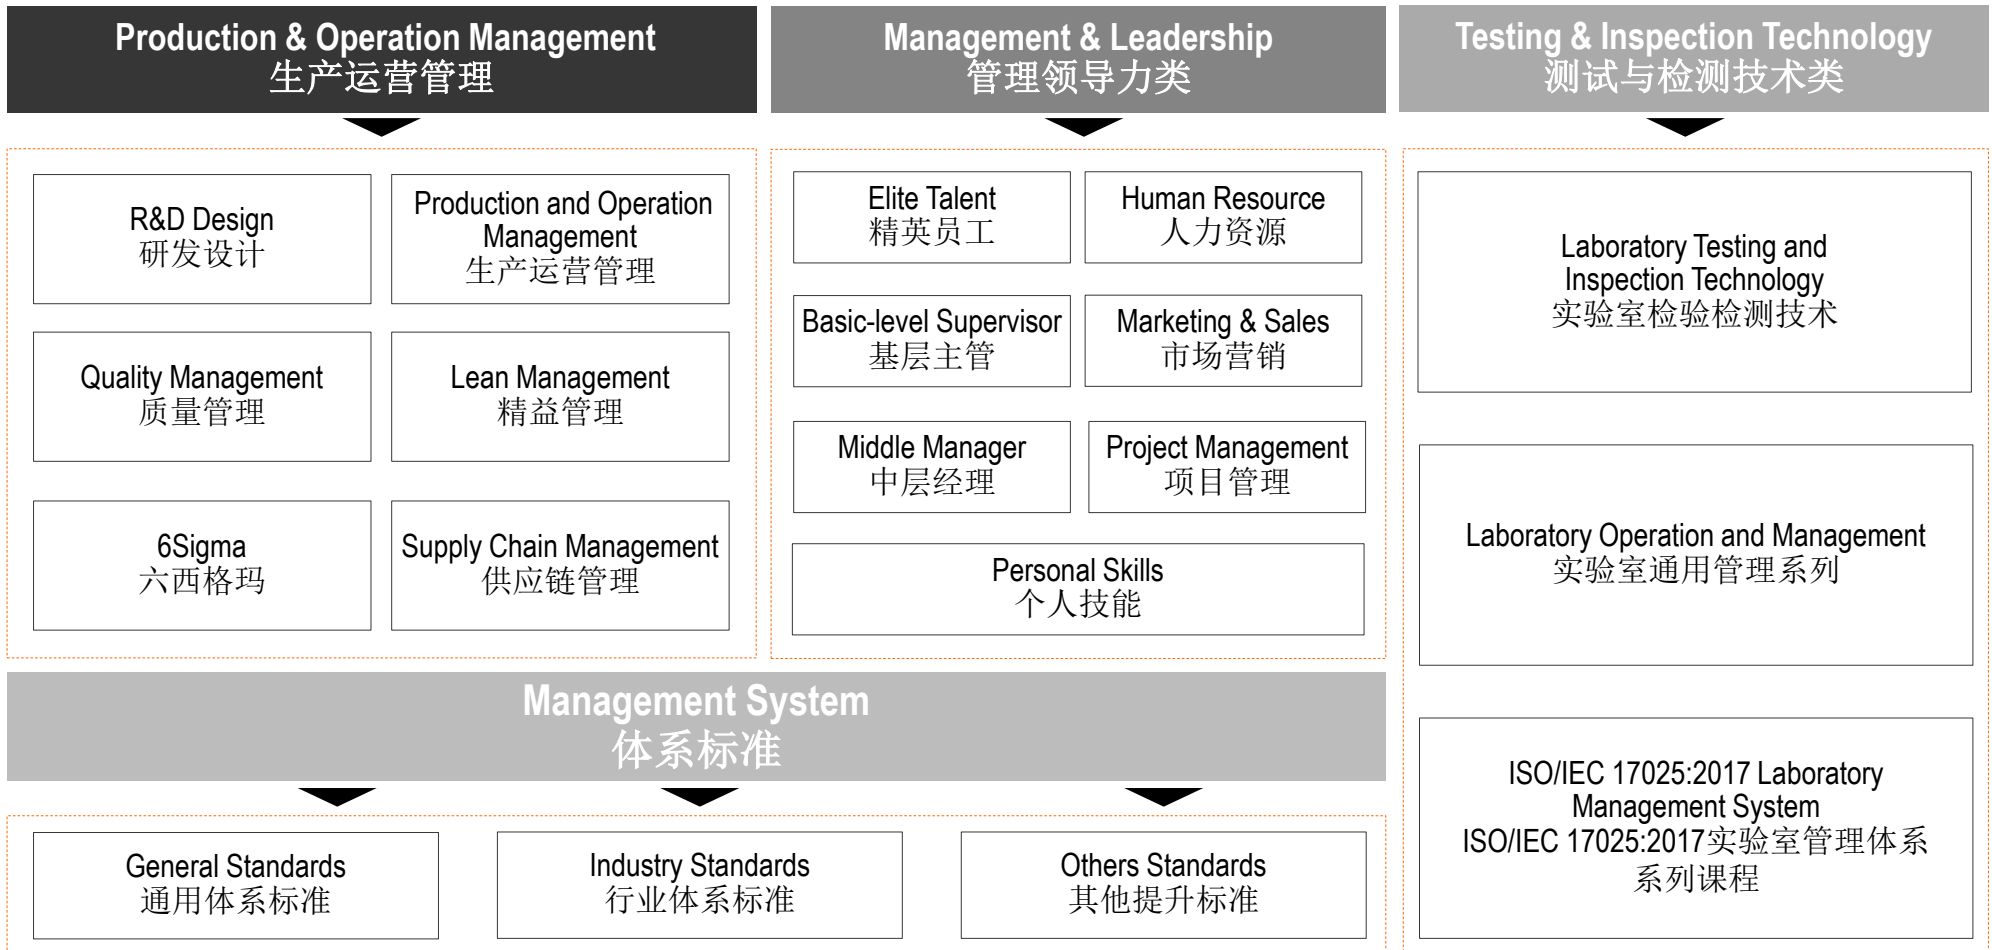 Production & Operation Management
生产运营管理
R&D Design
研发设计
Production and Operation
Management
生产运营管理
Quality Management
质量管理
Lean Management
精益管理
6Sigma
六西格玛
Supply Chain Management
供应链管理
Management & Leadership
管理领导力类
Elite Talent
精英员工
Human Resource
人力资源
Basic-level Supervisor
基层主管
Marketing & Sales
市场营销
Middle Manager
中层经理
Project Management
项目管理
Personal Skills
个人技能
Testing & Inspection Technology
测试与检测技术类
Laboratory Testing and
Inspection Technology
实验室检验检测技术
Laboratory Operation and Management
实验室通用管理系列
ISO/IEC 17025:2017 Laboratory
Management System
ISO/IEC 17025:2017实验室管理体系
系列课程
Management System
体系标准
General Standards
通用体系标准
Industry Standards
行业体系标准
Others Standards
其他提升标准